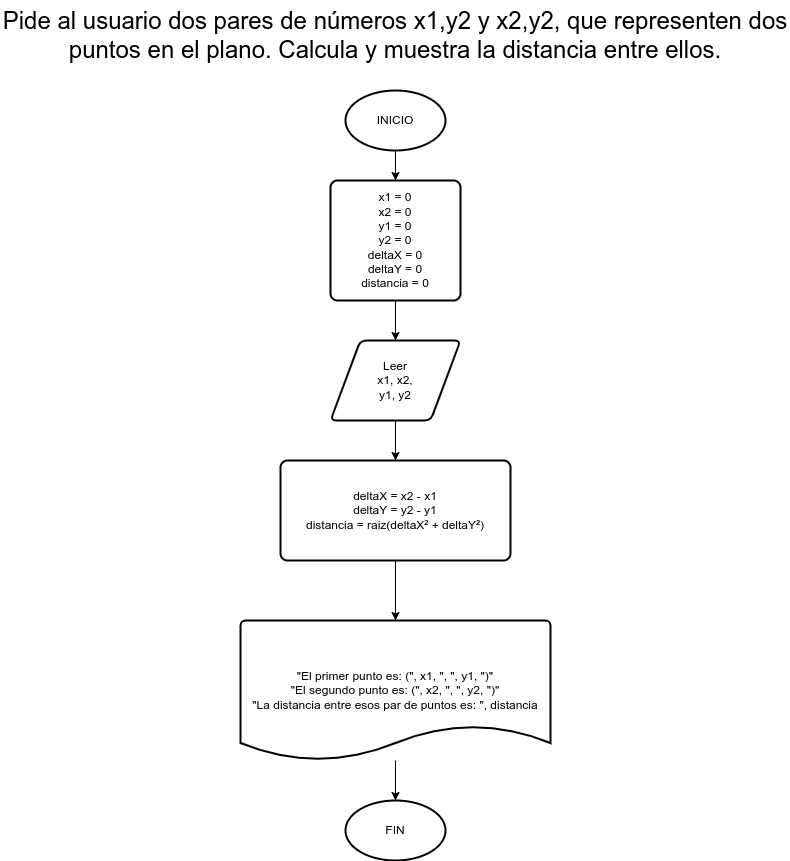 Pide al usuario dos pares de números x1,y2 y x2,y2, que representen dos
puntos en el plano. Calcula y muestra la distancia entre ellos.
INICIO
x1 = 0
x2 = 0
y1 = 0
y2 = 0
deltaX = 0
deltaY = 0
distancia = 0
Leer
x1, x2,
y1, y2
deltaX = x2 - x1
deltaY = y2 - y1
distancia = raiz(deltaX² + deltaY²)
"El primer punto es: (", x1, ", ", y1, ")"
"El segundo punto es: (", x2, ", ", y2, ")"
"La distancia entre esos par de puntos es: ", distancia
FIN